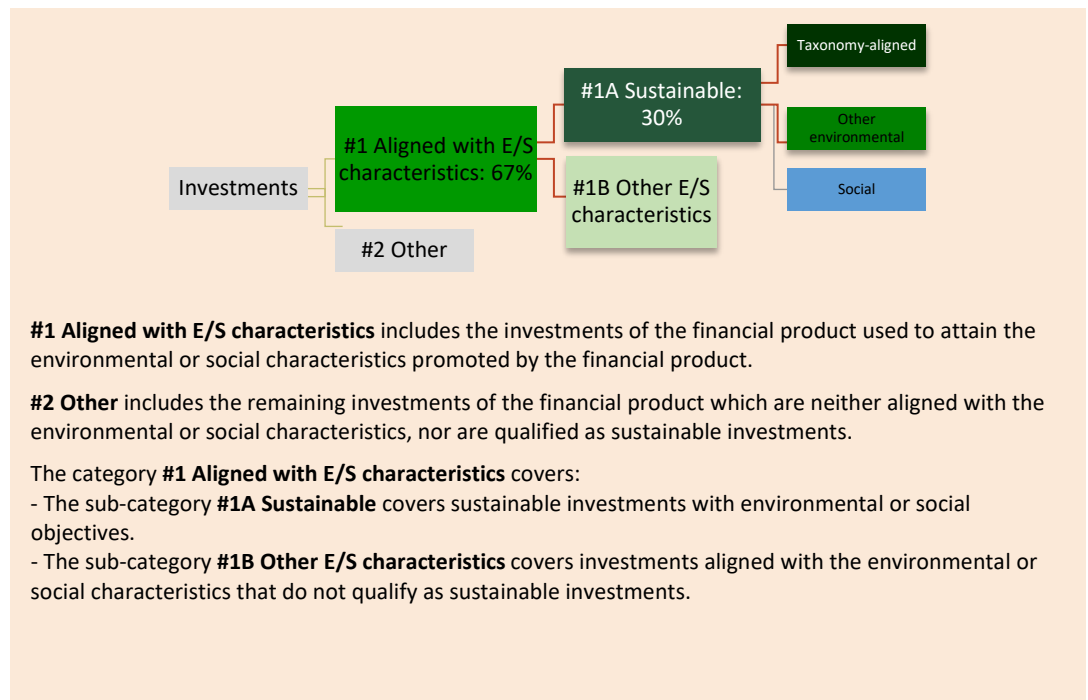 Taxonomy-aligned
#1A Sustainable:
30%
Other
environmental
#1 Aligned with E/S
characteristics: 67%
Investments
#1B Other E/S
characteristics
Social
#2 Other
#1 Aligned with E/S characteristics includes the investments of the financial product used to attain the
environmental or social characteristics promoted by the financial product.
#2 Other includes the remaining investments of the financial product which are neither aligned with the
environmental or social characteristics, nor are qualified as sustainable investments.
The category #1 Aligned with E/S characteristics covers:
- The sub-category #1A Sustainable covers sustainable investments with environmental or social
objectives.
- The sub-category #1B Other E/S characteristics covers investments aligned with the environmental or
social characteristics that do not qualify as sustainable investments.